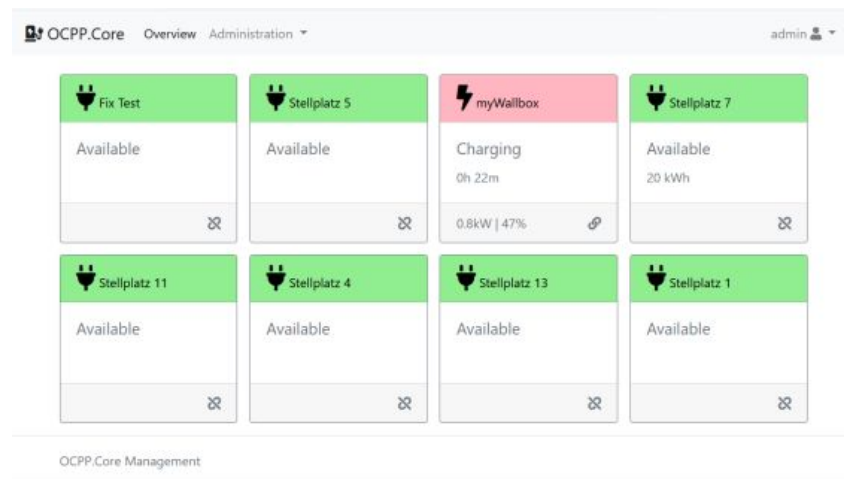 OCPP.Core Overview Administration admin
Fix Test
Available
Stellplatz 5
Available
myWallbox
Charging
0h 22m
0.8kW | 47%
Stellplatz 7
Available
20 kWh
Stellplatz 11
Available
Stellplatz 4
Available
Stellplatz 13
Available
Stellplatz 1
Available
OCPP.Core Management